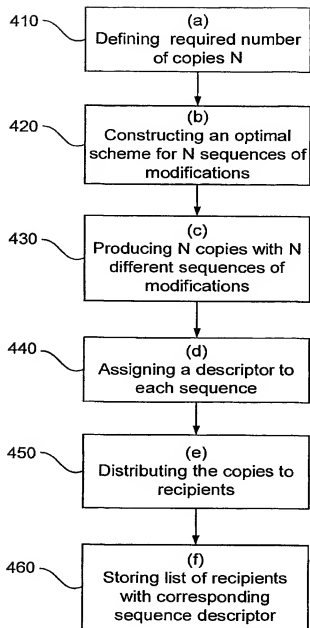 410
(a)
Defining required number
of copies N
420
(b)
Constructing an optimal
scheme for N sequences of
modifications
430
(c)
Producing N copies with N
different sequences of
modifications
440
(d)
Assigning a descriptor to
each sequence
450
(e)
Distributing the copies to
recipients
460
(f)
Storing list of recipients
with corresponding
sequence descriptor